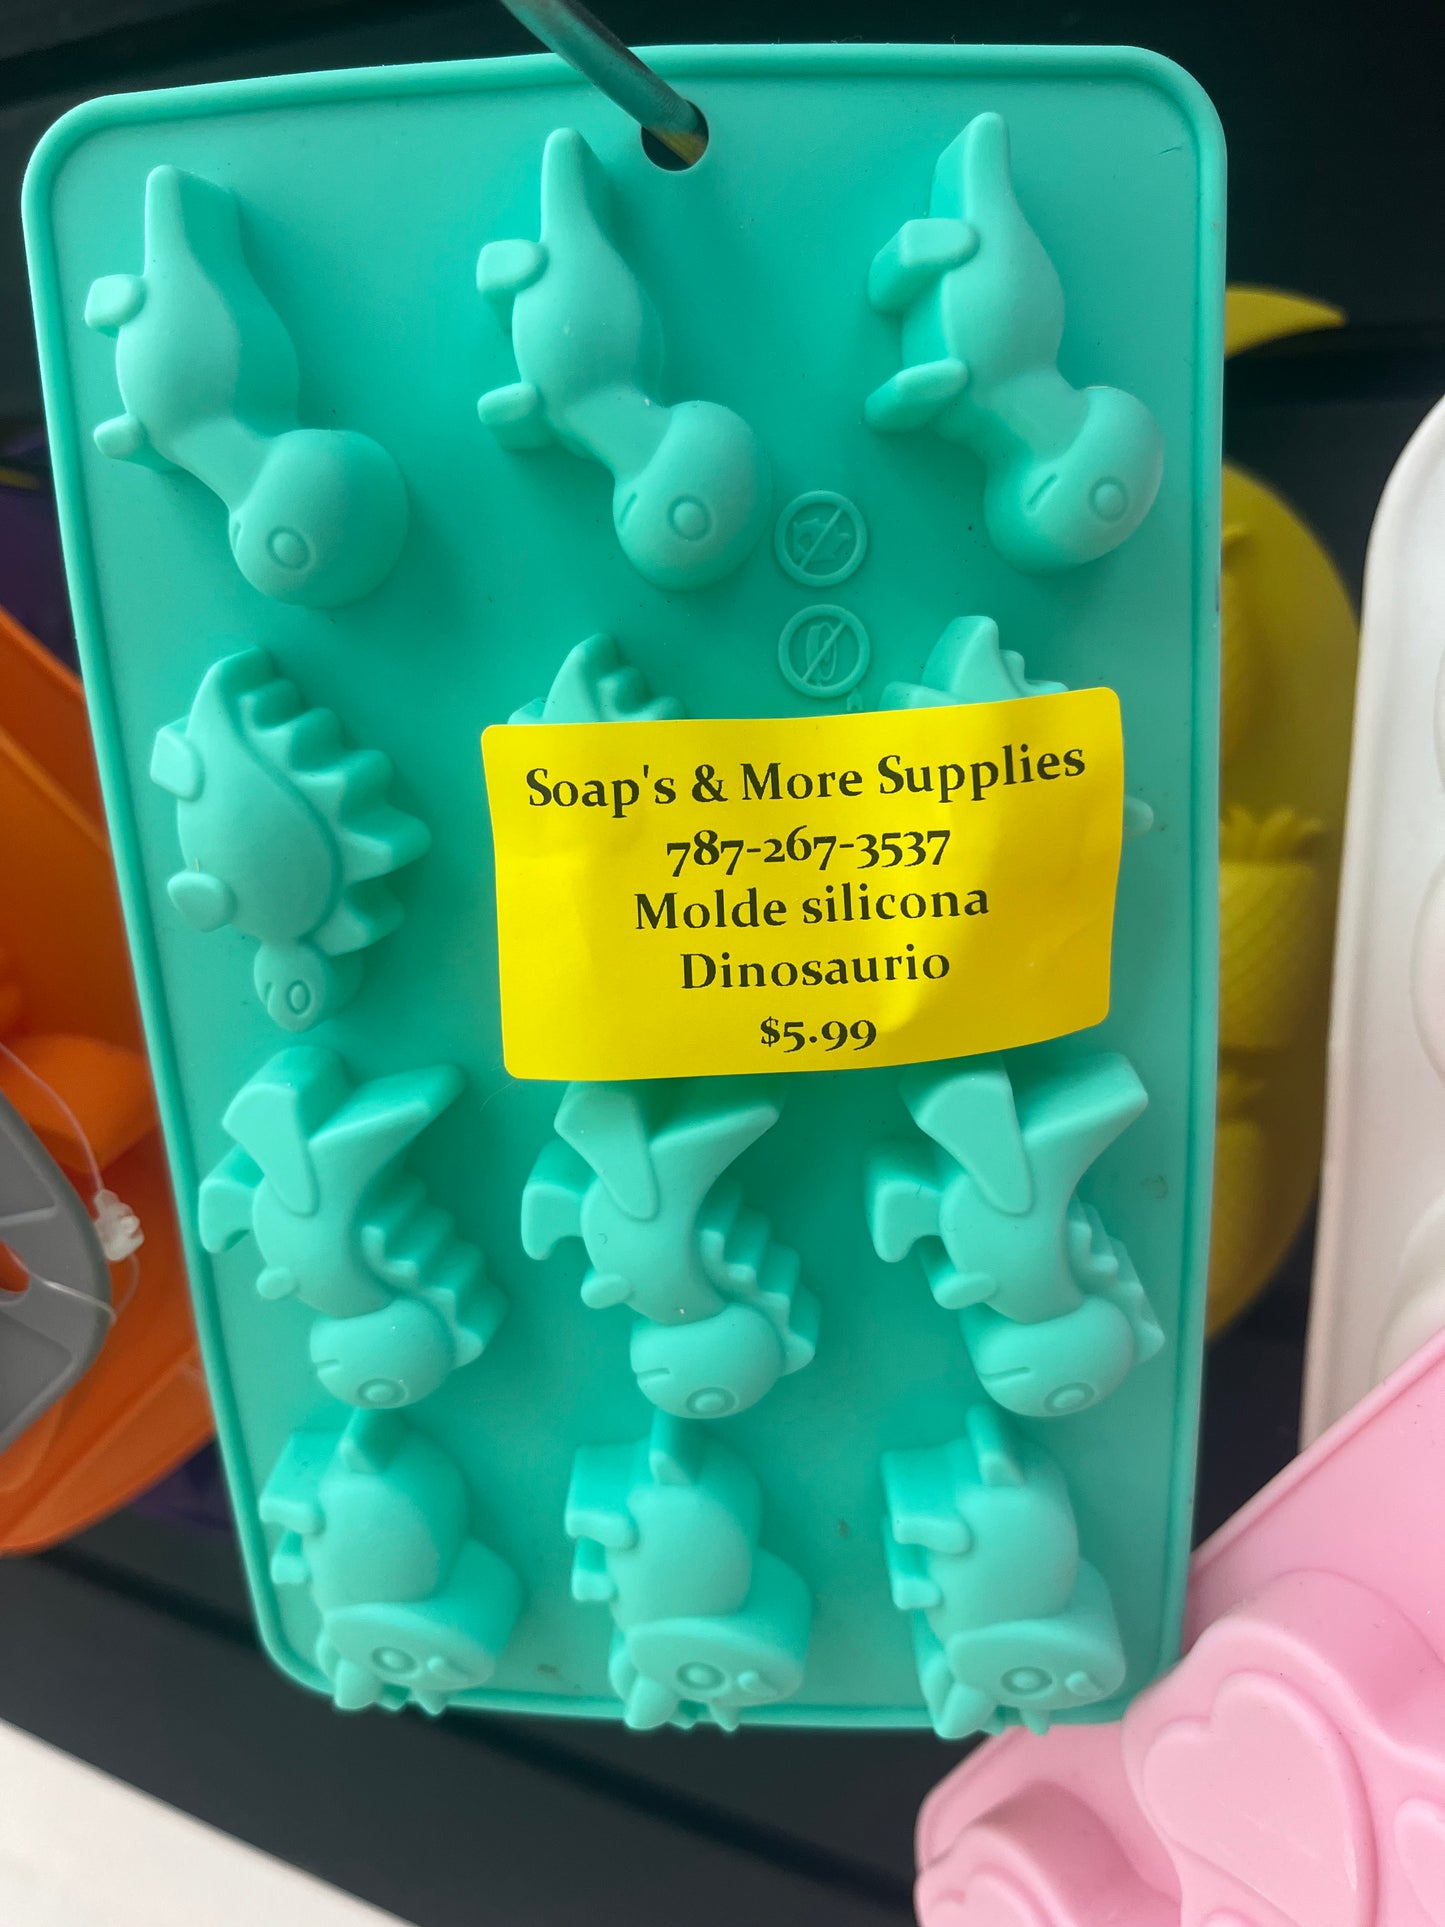 Soap's & More Supplies
787-267-3537
Molde silicona
Dinosaurio
$5.99